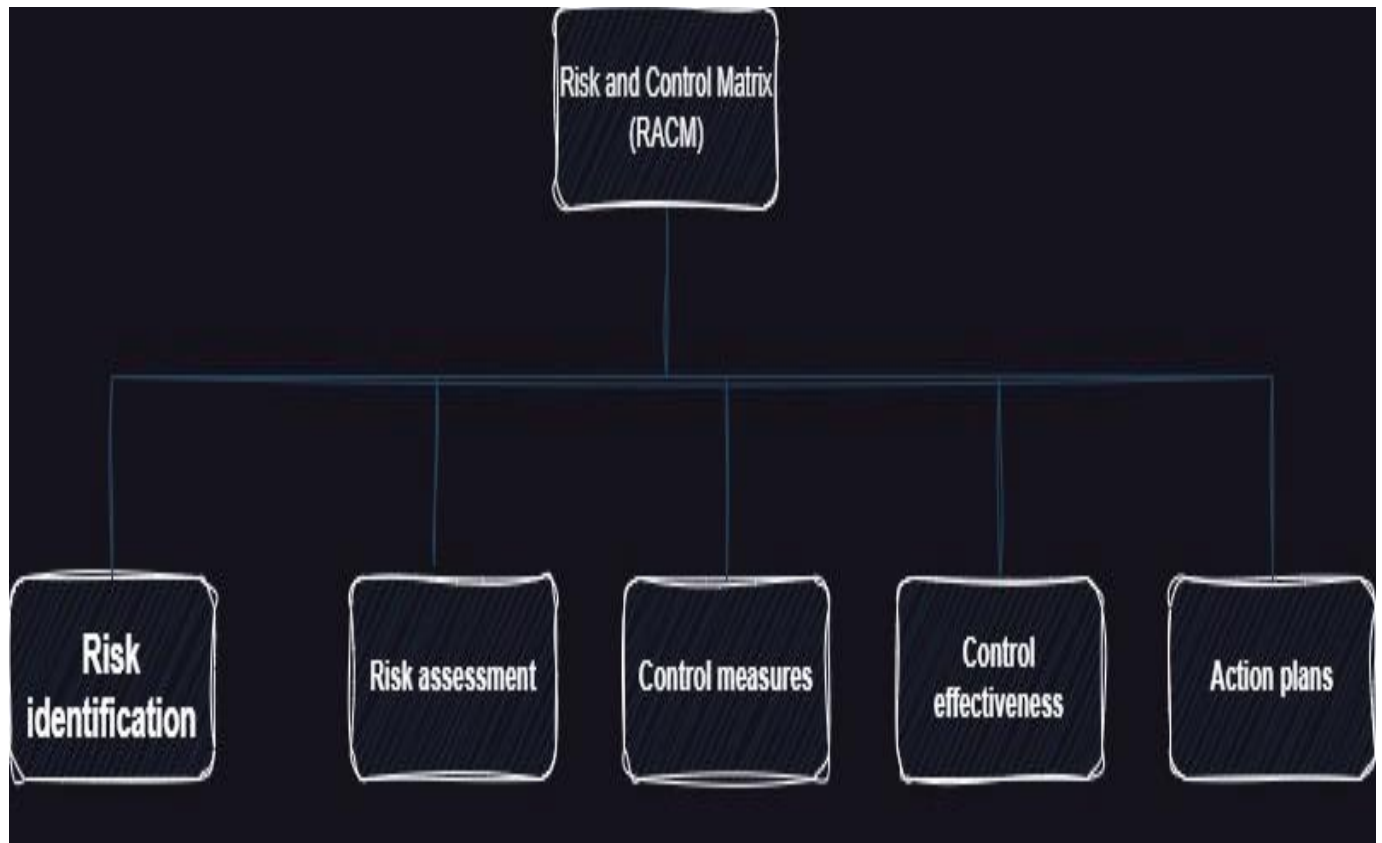 Risk and Control Matrix
(RACM)
Risk
identification
Risk assessment
Control measures
Control
effectiveness
Action plans